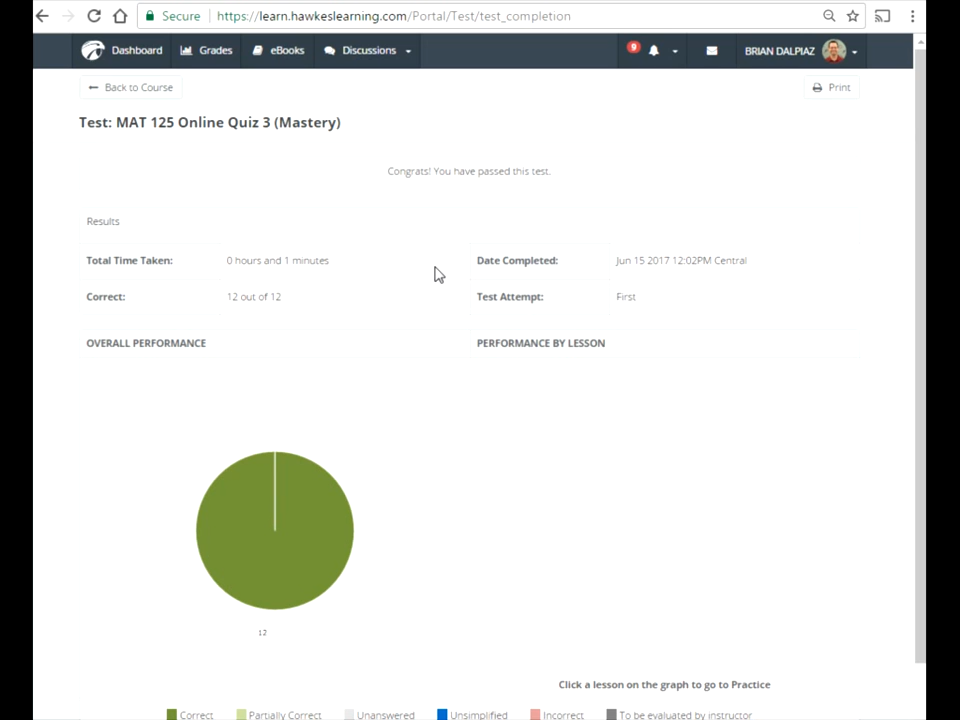 Secure https://learn.hawkeslearning.com/Portal/Test/test_completion
Dashboard Grades eBooks Discussions 9 BRIAN DALPIAZ
Back to Course Print
Test: MAT 125 Online Quiz 3 (Mastery)
Congrats! You have passed this test.
Results
Total Time Taken: 0 hours and 1 minutes Date Completed: Jun 15 2017 12:02PM Central
Correct: 12 out of 12 Test Attempt: First
OVERALL PERFORMANCE PERFORMANCE BY LESSON
12
Click a lesson on the graph to go to Practice
Correct Partially Correct Unanswered Unsimplified Incorrect To be evaluated by instructor